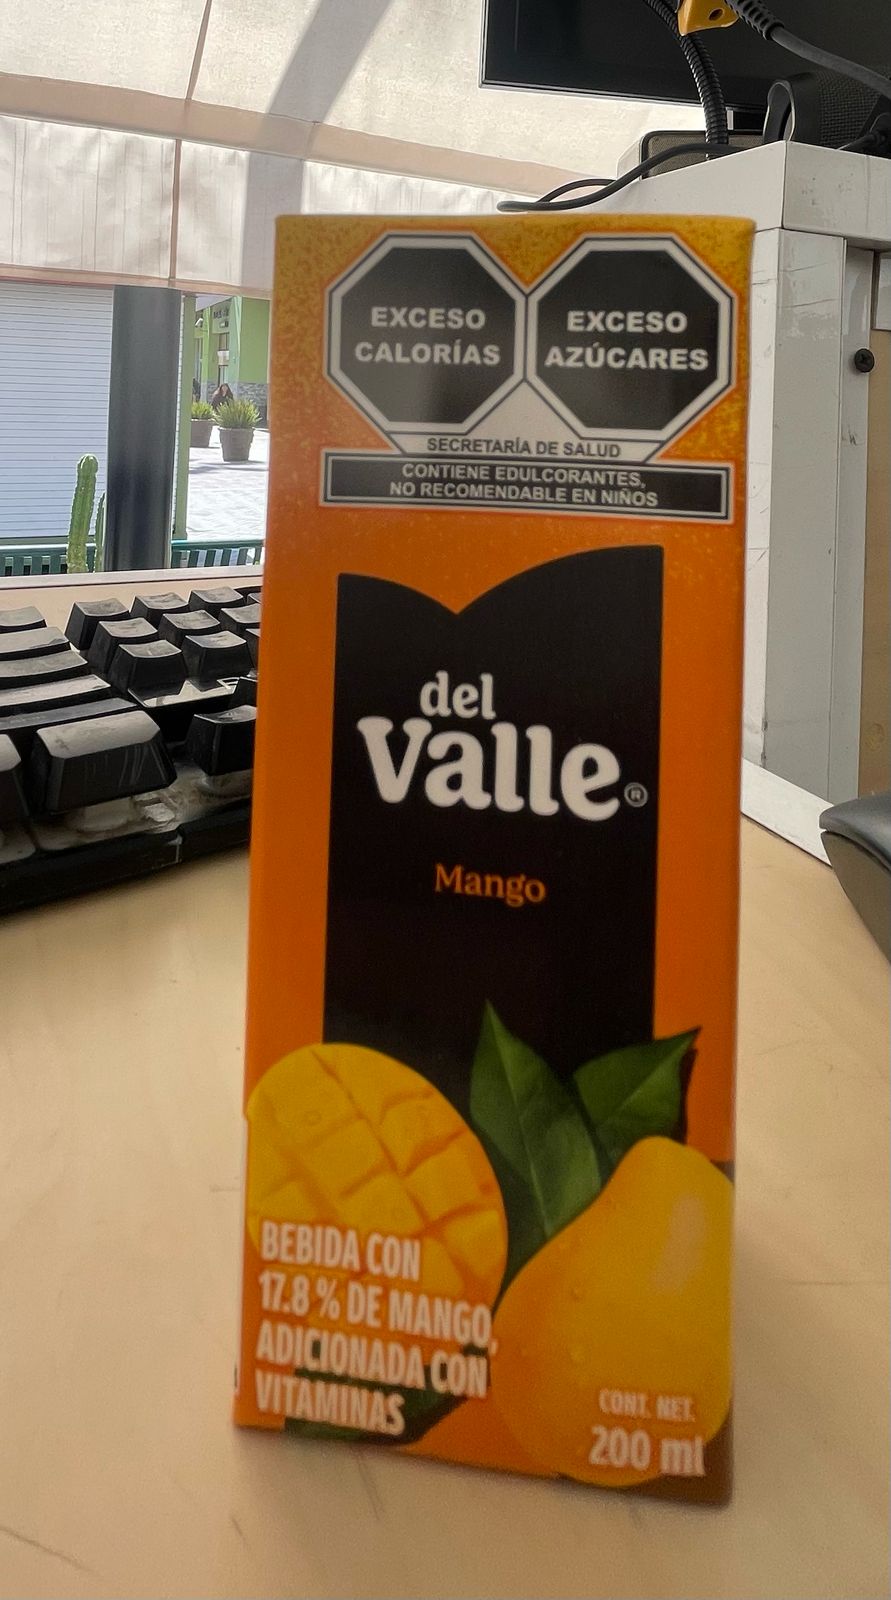 EXCESO
CALORÍAS
EXCESO
AZÚCARES
SECRETARÍA DE SALUD
CONTIENE EDULCORANTES,
NO RECOMENDABLE EN NIÑOS
del
Valle®
Mango
BEBIDA CON
17.8 % DE MANGO,
ADICIONADA CON
VITAMINAS
CONT. NET.
200 ml